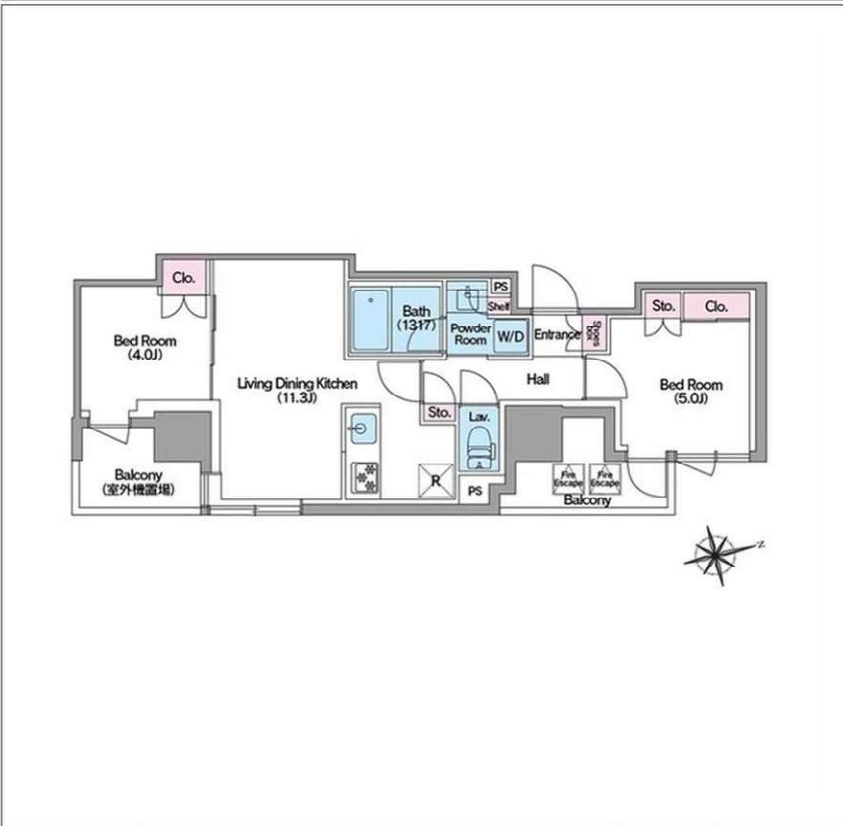 Clo.
Bed Room
(4.0J)
Living Dining Kitchen
(11.3J)
Bath
(1317)
PS
Shelf
Powder
Room
W/D
Entrance
Shoes
box
Hall
Sto.
Clo.
Bed Room
(5.0J)
Sto.
Lav.
R
PS
Balcony
(室外機置場)
Fire
Escape
Fire
Escape
Balcony
N